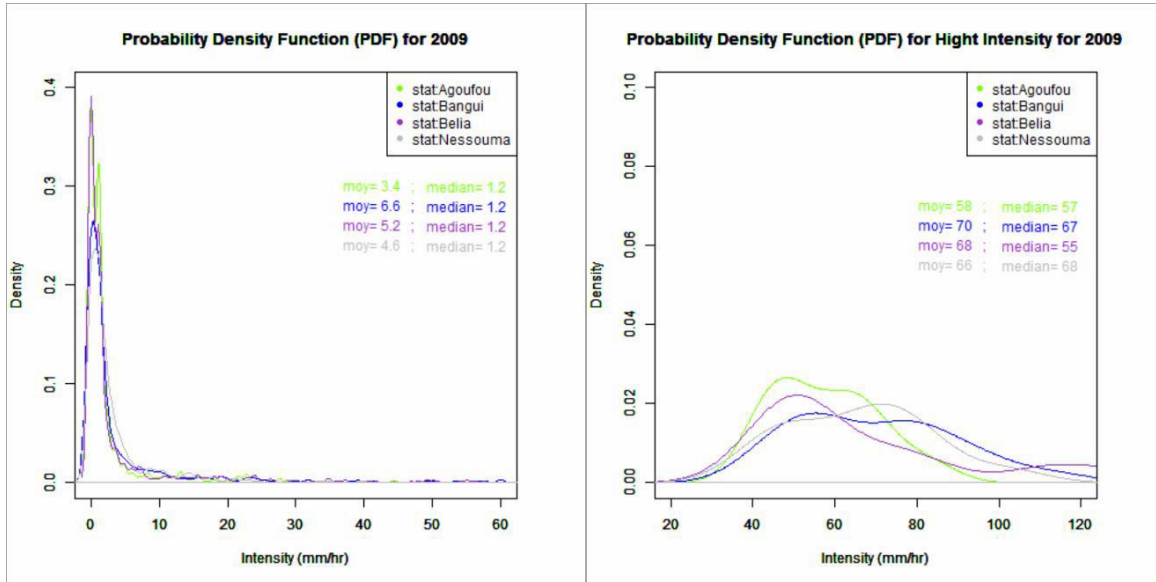 Probability Density Function (PDF) for 2009
0.4
0.3
0.2
0.1
0.0
Density
stat:Agoufou
stat:Bangui
stat:Belia
stat:Nessouma
moy= 3.4 ; median= 1.2
moy= 6.6 ; median= 1.2
moy= 5.2 ; median= 1.2
moy= 4.6 ; median= 1.2
0 10 20 30 40 50 60
Intensity (mm/hr)
Probability Density Function (PDF) for Hight Intensity for 2009
0.10
0.08
0.06
0.04
0.02
0.00
Density
stat:Agoufou
stat:Bangui
stat:Belia
stat:Nessouma
moy= 58 ; median= 57
moy= 70 ; median= 67
moy= 68 ; median= 55
moy= 66 ; median= 68
20 40 60 80 100 120
Intensity (mm/hr)